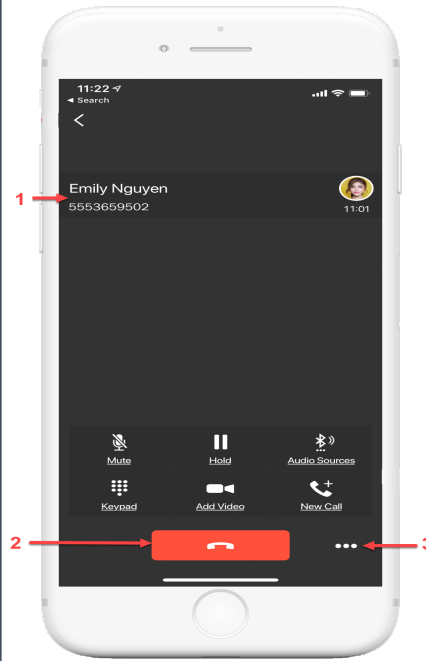 11:22
Search
Emily Nguyen
5553659502
11:01
1
Mute
Hold
Audio Sources
Keypad
Add Video
New Call
2
3